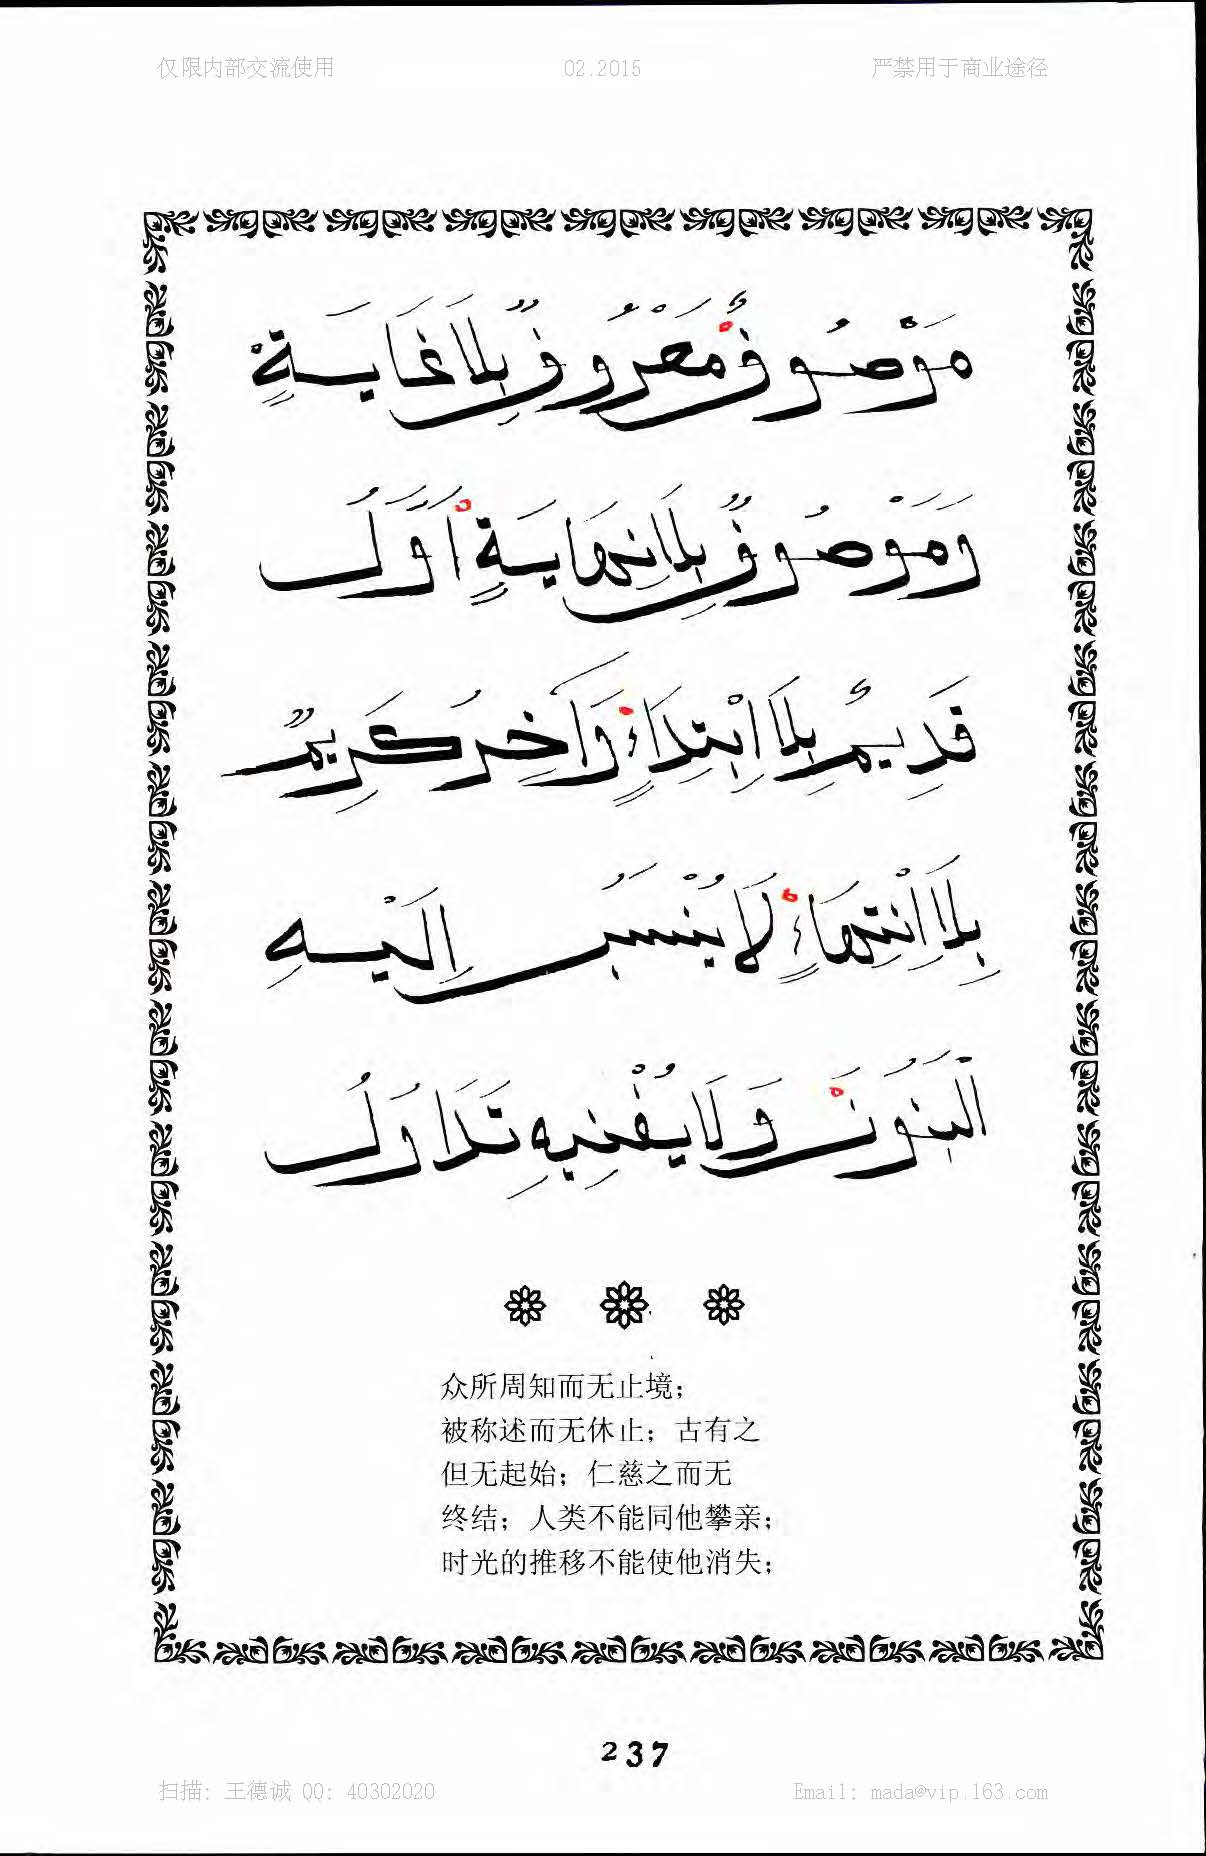 仅限内部交流使用 02.2015 严禁用于商业途径
مَوْصُوفٌ مَعْرُوفٌ بِلَا غَايَةٍ
وَمَوْصُوفٌ بِلَا نِهَايَةٍ أَوَّلُ
قَدِيمٌ بِلَا اِبْتِدَاءٍ وَآخِرُ كَرِيمٌ
بِلَا اِنْتِهَاءٍ لَا يُنْسَبُ اِلَيْهِ
الْبَنُونَ وَلَا يُفْنِيهِ تَدَاوَلُ
众所周知而无止境；
被称述而无休止；古有之
但无起始；仁慈之而无
终结；人类不能同他攀亲；
时光的推移不能使他消失；
237
扫描：王德诚 QQ：40302020 Email：mada@vip.163.com